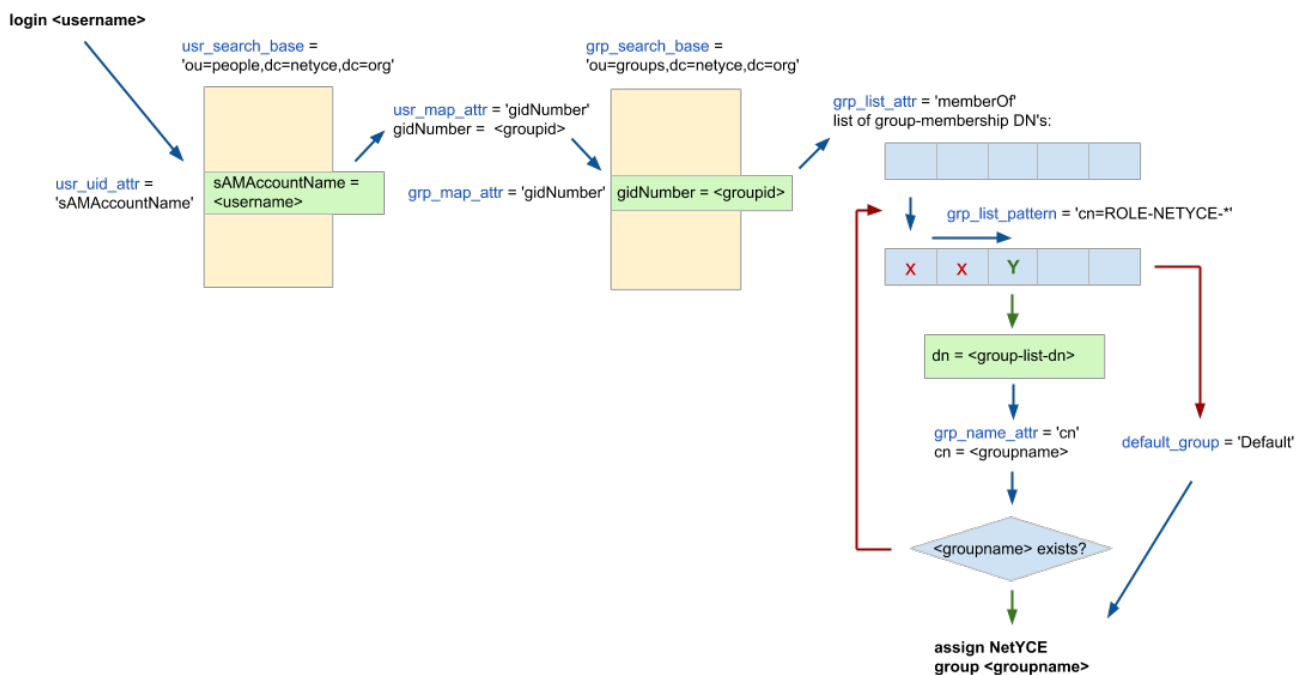 login <username>
usr_search_base =
'ou=people,dc=netyce,dc=org'
grp_search_base =
'ou=groups,dc=netyce,dc=org'
usr_map_attr = 'gidNumber'
gidNumber =  <groupid>
grp_list_attr = 'memberOf'
list of group-membership DN's:
usr_uid_attr =
'sAMAccountName'
sAMAccountName =
<username>
grp_map_attr = 'gidNumber'
gidNumber = <groupid>
grp_list_pattern = 'cn=ROLE-NETYCE-*'
X X Y
dn = <group-list-dn>
grp_name_attr = 'cn'
cn = <groupname>
default_group = 'Default'
<groupname> exists?
assign NetYCE
group <groupname>